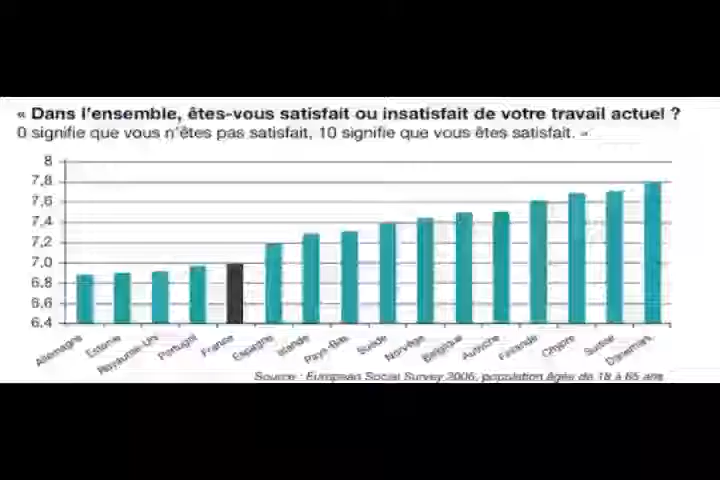 « Dans l'ensemble, êtes-vous satisfait ou insatisfait de votre travail actuel ?
0 signifie que vous n'êtes pas satisfait, 10 signifie que vous êtes satisfait. »
8
7,8
7,6
7,4
7,2
7,0
6,8
6,6
6,4
Allemagne
Estonie
Royaume-Uni
Portugal
France
Espagne
Irlande
Pays-Bas
Suède
Norvège
Belgique
Autriche
Finlande
Chypre
Suisse
Danemark
Source : European Social Survey 2006, population âgée de 18 à 65 ans